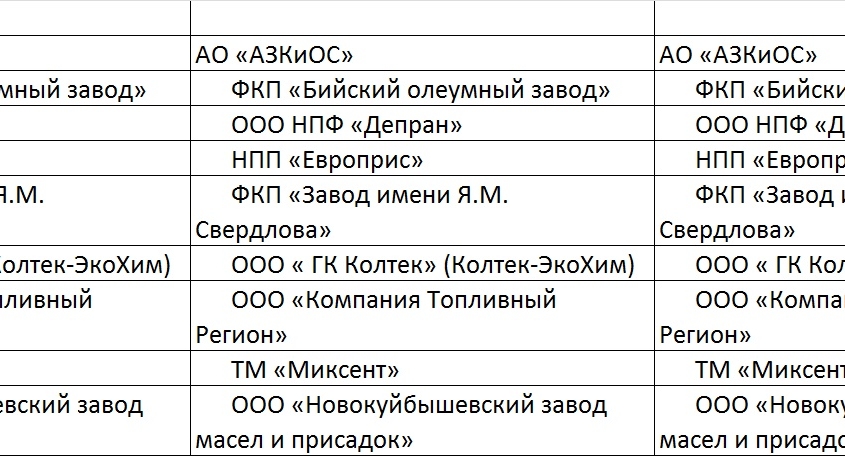 АО «АЗКиОС» АО «АЗКиОС»
мный завод» ФКП «Бийский олеумный завод» ФКП «Бийски
ООО НПФ «Депран» ООО НПФ «Д
НПП «Европрис» НПП «Европр
Я.М. ФКП «Завод имени Я.М. ФКП «Завод и
Свердлова» Свердлова»
Колтек-ЭкоХим) ООО « ГК Колтек» (Колтек-ЭкоХим) ООО « ГК Кол
пливный ООО «Компания Топливный ООО «Компа
Регион» Регион»
ТМ «Миксент» ТМ «Миксент
евский завод ООО «Новокуйбышевский завод ООО «Новоку
масел и присадок» масел и присадо